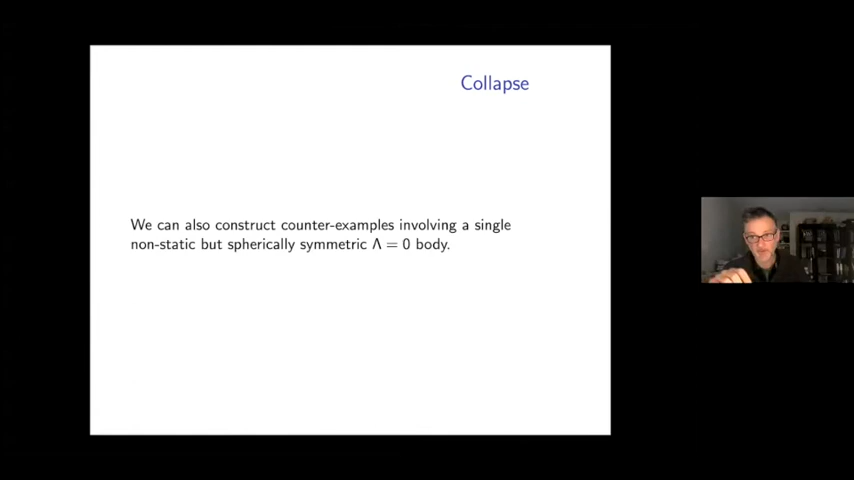 Collapse
We can also construct counter-examples involving a single
non-static but spherically symmetric Λ = 0 body.